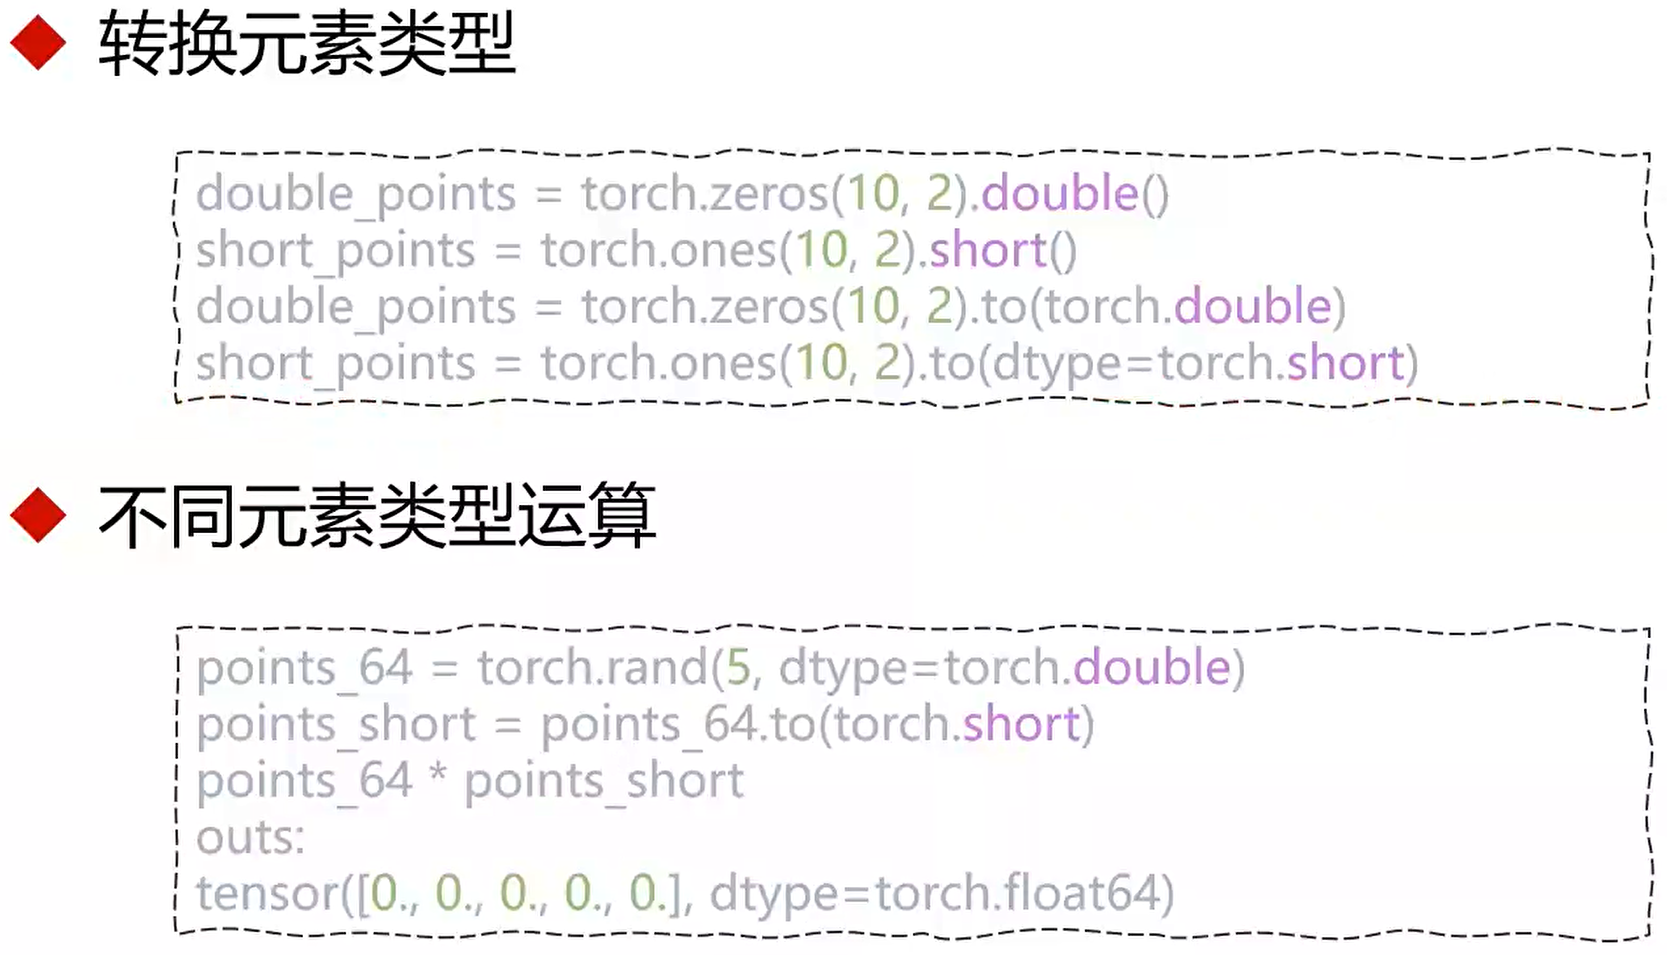 转换元素类型
double_points = torch.zeros(10, 2).double()
short_points = torch.ones(10, 2).short()
double_points = torch.zeros(10, 2).to(torch.double)
short_points = torch.ones(10, 2).to(dtype=torch.short)
不同元素类型运算
points_64 = torch.rand(5, dtype=torch.double)
points_short = points_64.to(torch.short)
points_64 * points_short
outs:
tensor([0., 0., 0., 0., 0.], dtype=torch.float64)